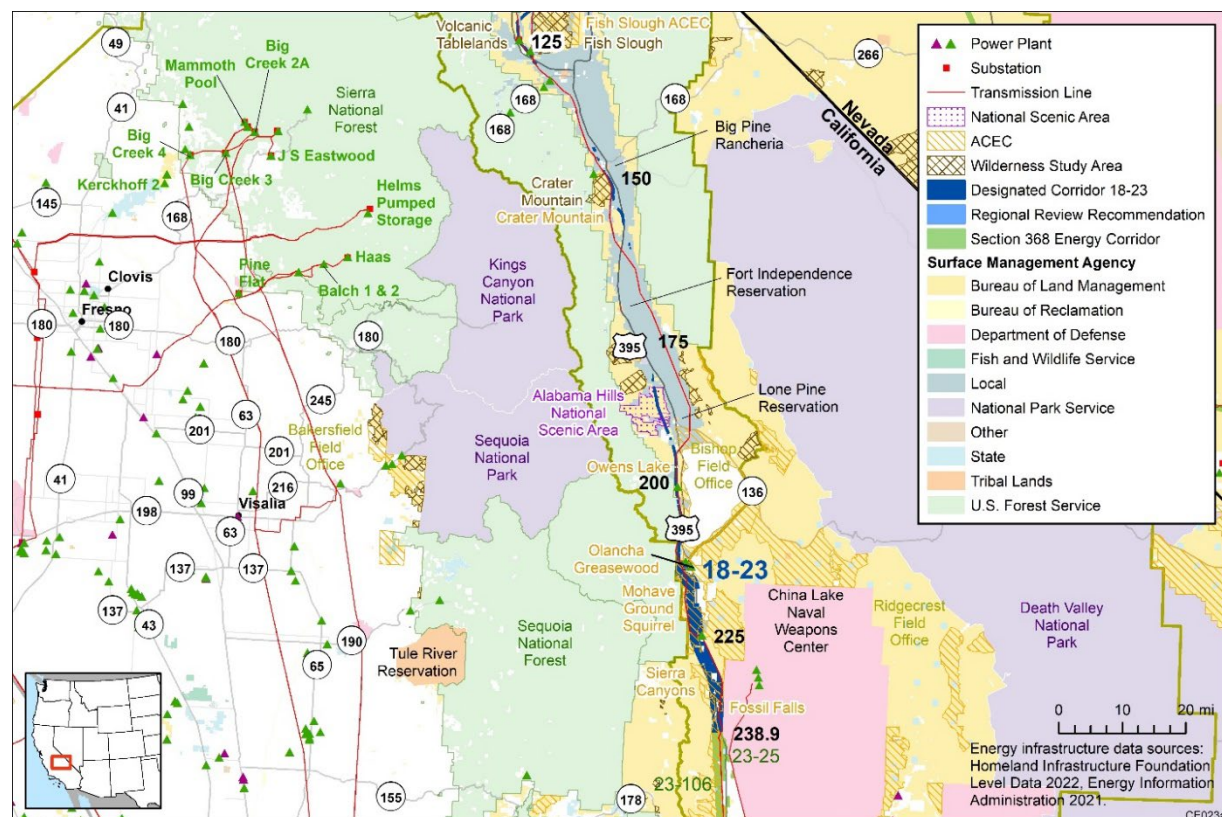 49
Volcanic
Tablelands
125
Fish Slough ACEC
Fish Slough
266
Nevada
California
Big
Creek 2A
Mammoth
Pool
41
Sierra
National
Forest
168
168
168
Big Pine
Rancheria
Big
Creek 4
J S Eastwood
Kerckhoff 2
Big Creek 3
145
168
Helms
Pumped
Storage
Crater
Mountain
Crater Mountain
150
Clovis
Fresno
180
180
Pine
Flat
Haas
Balch 1 & 2
Kings
Canyon
National
Park
Fort Independence
Reservation
180
180
395
175
245
63
Alabama Hills
National
Scenic Area
Lone Pine
Reservation
201
Bakersfield
Field
Office
201
Sequoia
National
Park
Bishop
Field
Office
41
99
216
198
Visalia
63
Owens Lake
200
136
395
137
137
Olancha
Greasewood
18-23
137
43
Mohave
Ground
Squirrel
China Lake
Naval
Weapons
Center
Ridgecrest
Field
Office
Death Valley
National
Park
225
190
65
Tule River
Reservation
Sequoia
National
Forest
Sierra
Canyons
Fossil Falls
238.9
23-25
23-106
155
178
Power Plant
Substation
Transmission Line
National Scenic Area
ACEC
Wilderness Study Area
Designated Corridor 18-23
Regional Review Recommendation
Section 368 Energy Corridor
Surface Management Agency
Bureau of Land Management
Bureau of Reclamation
Department of Defense
Fish and Wildlife Service
Local
National Park Service
Other
State
Tribal Lands
U.S. Forest Service
0 10 20 mi
Energy infrastructure data sources:
Homeland Infrastructure Foundation
Level Data 2022, Energy Information
Administration 2021.